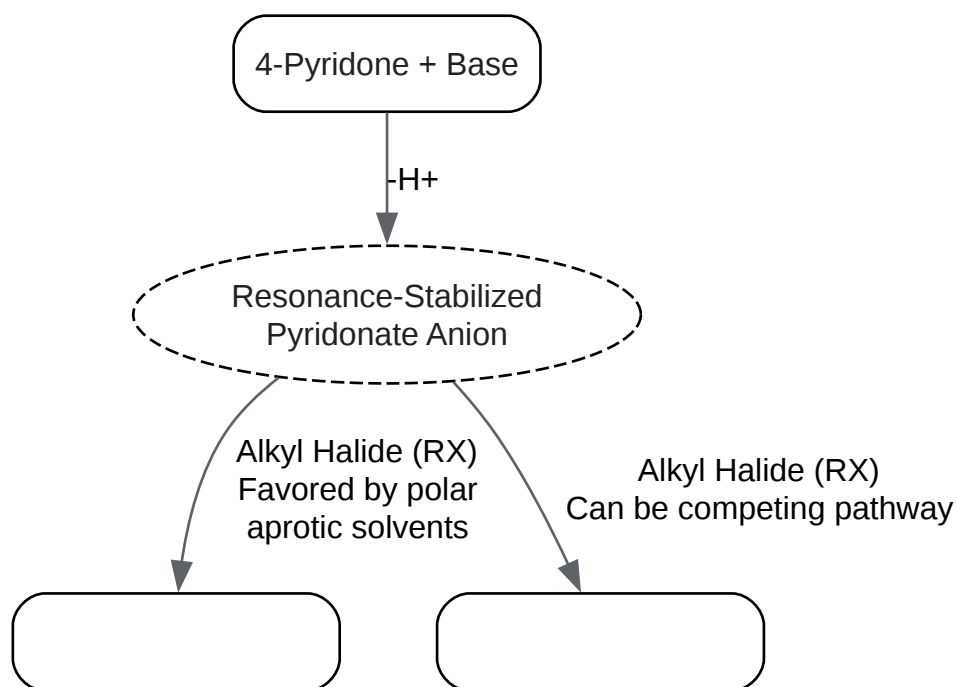 4-Pyridone + Base
-H+
Resonance-Stabilized
Pyridonate Anion
Alkyl Halide (RX)
Favored by polar
aprotic solvents
Alkyl Halide (RX)
Can be competing pathway